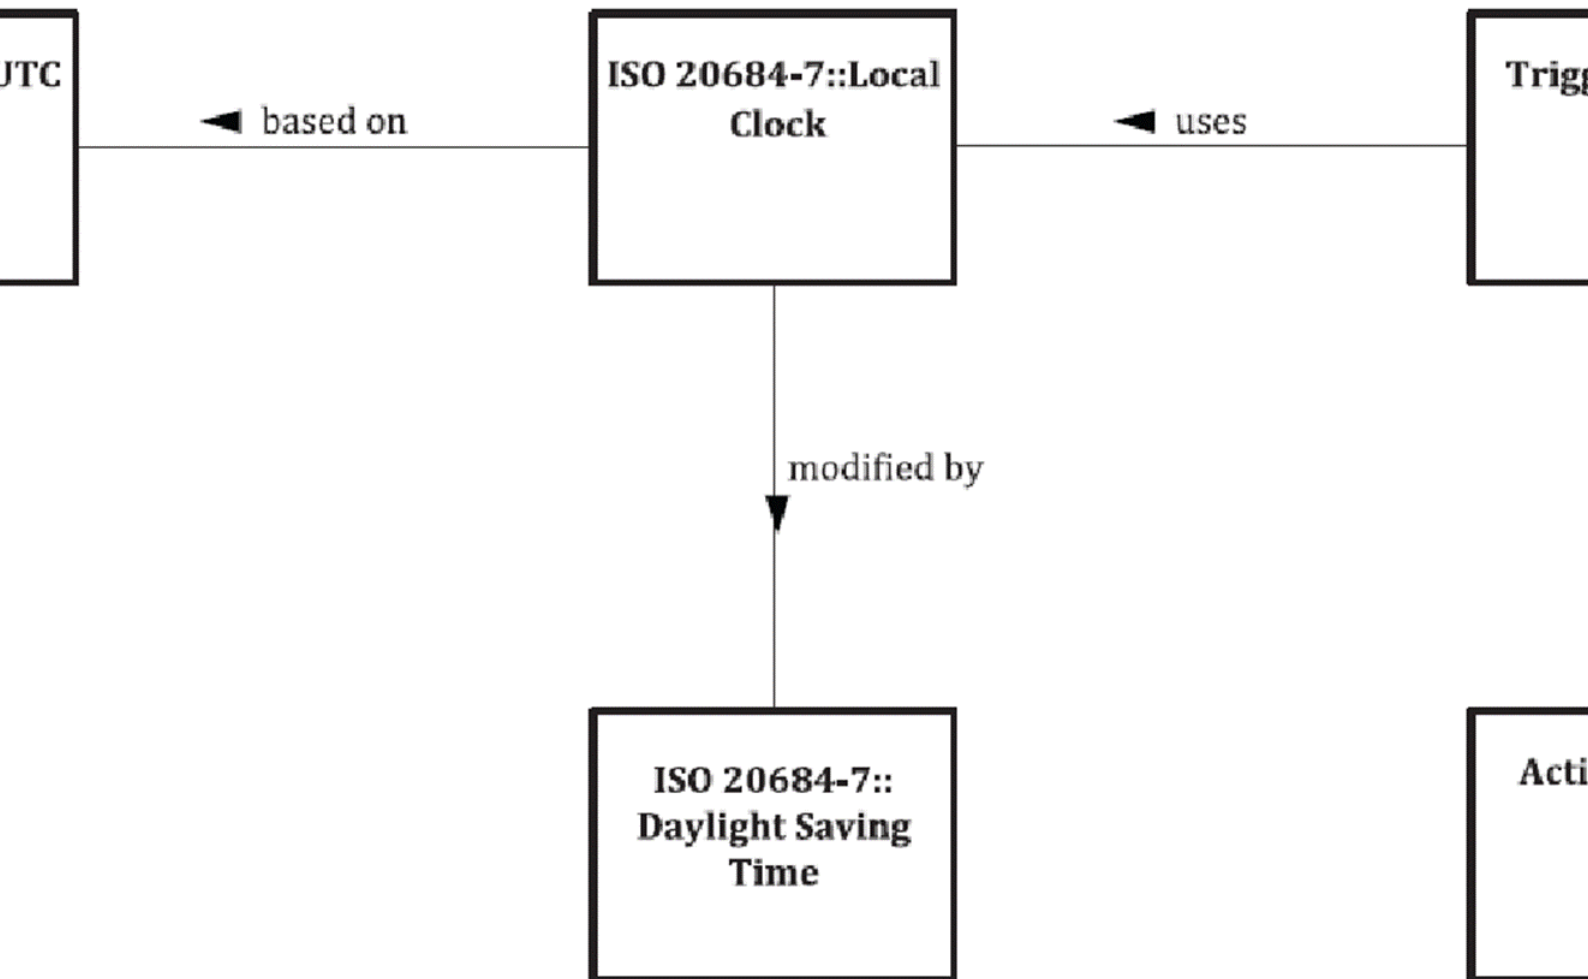 UTC
ISO 20684-7::Local
Clock
based on
uses
modified by
ISO 20684-7::
Daylight Saving
Time